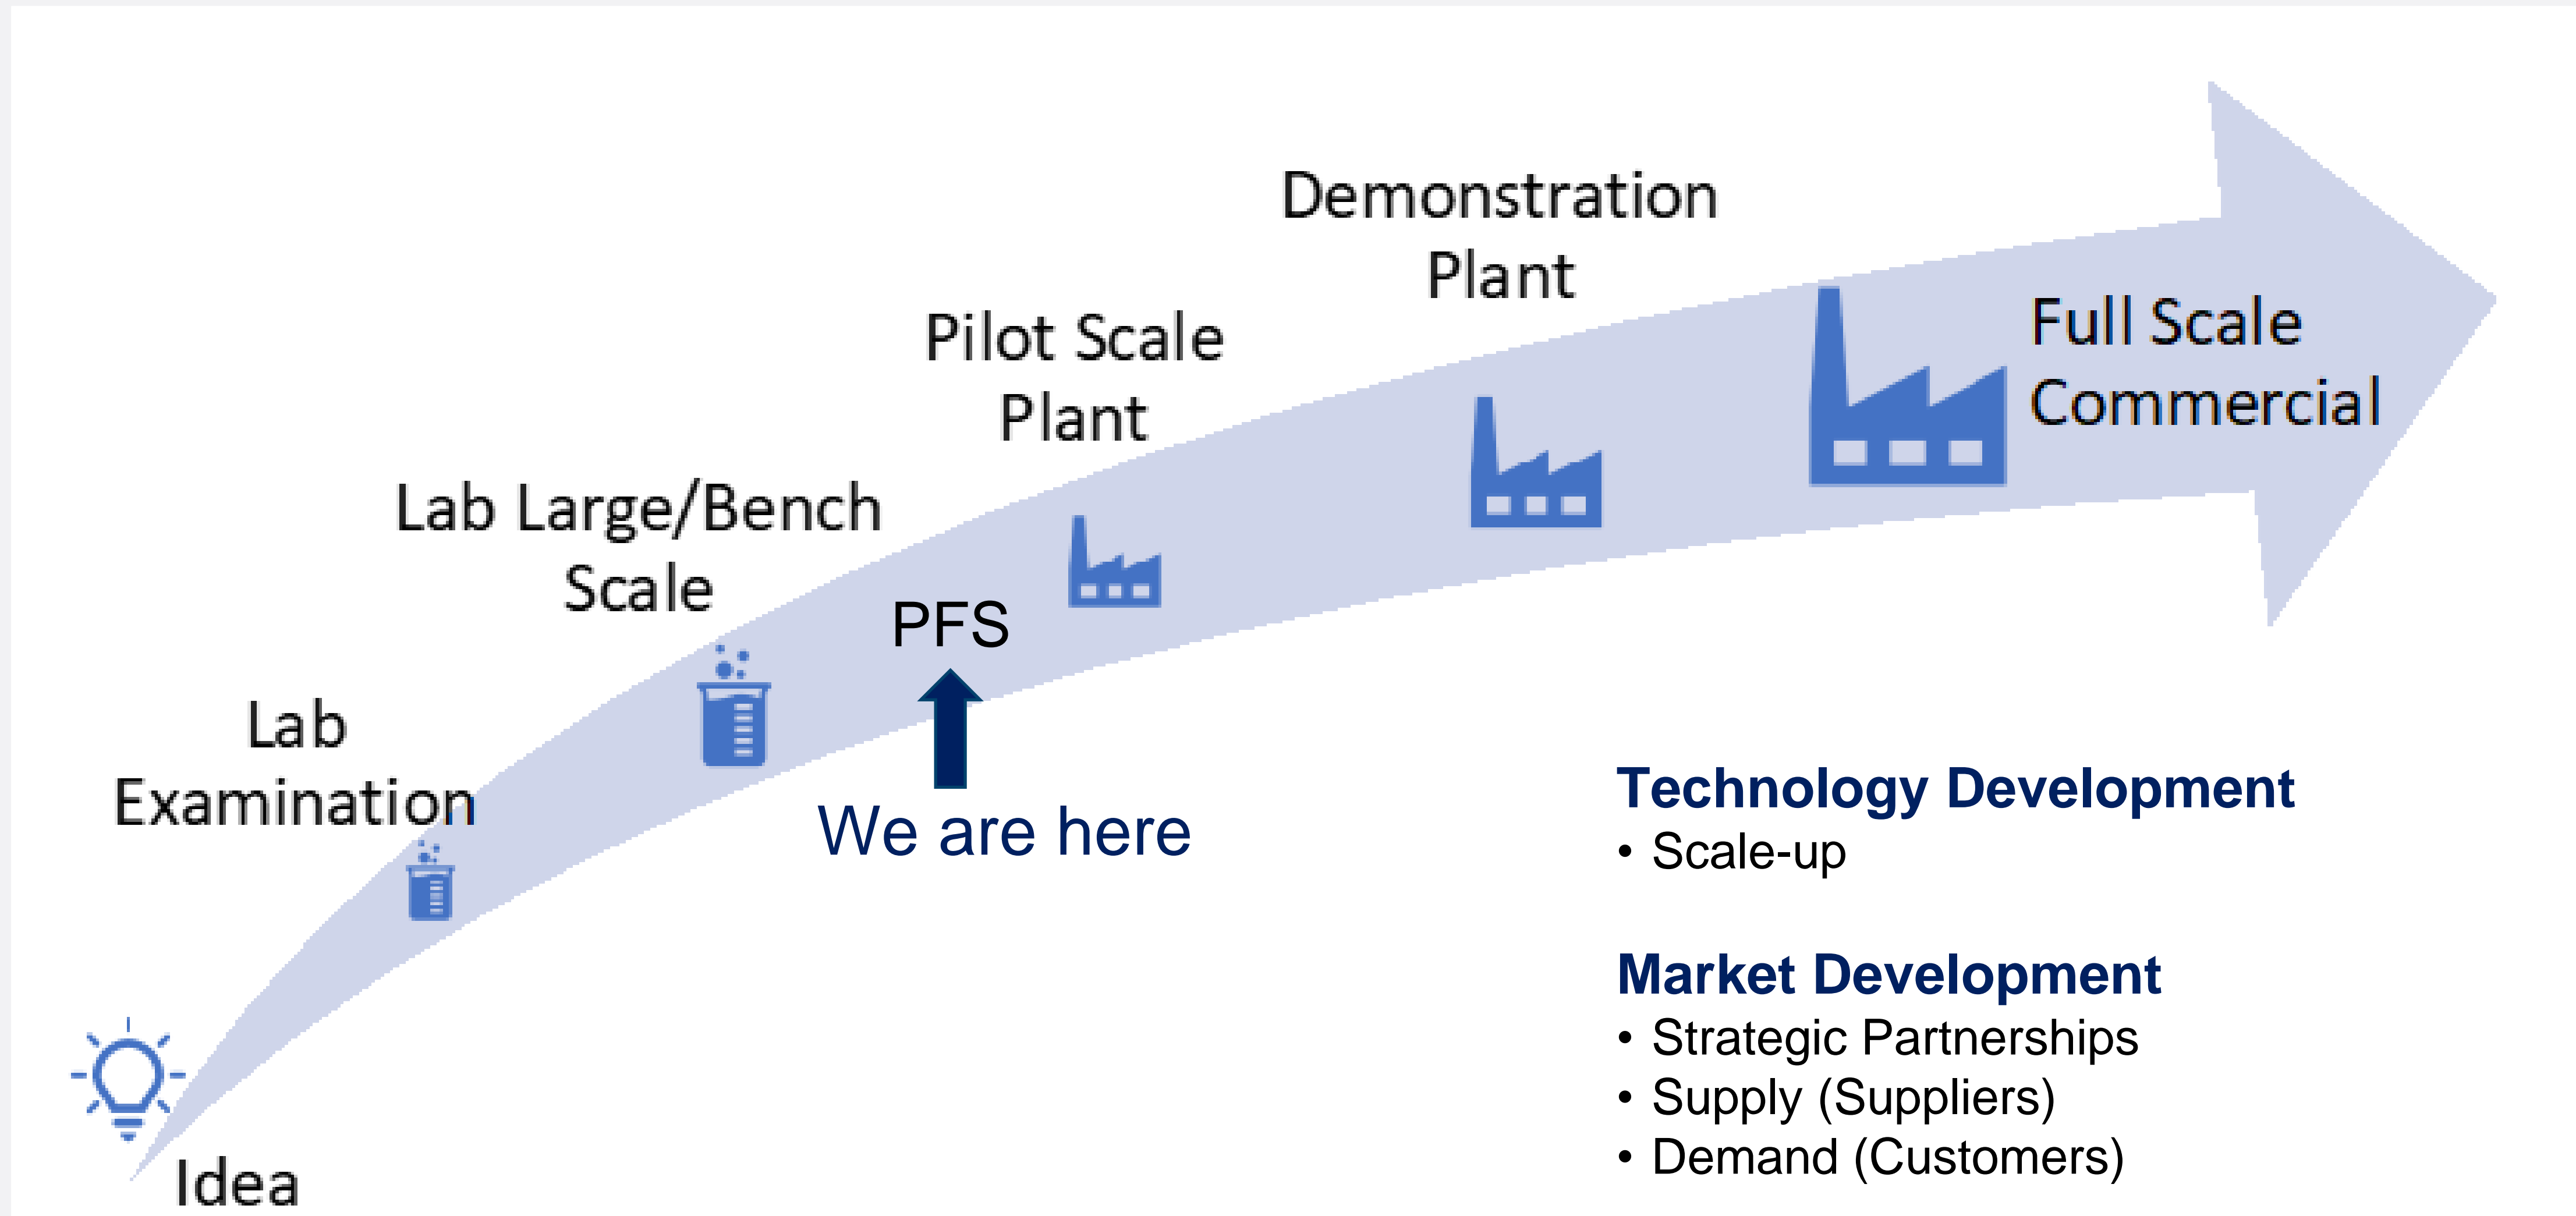 Demonstration
Plant
Full Scale
Commercial
Pilot Scale
Plant
Lab Large/Bench
Scale
PFS
We are here
Lab
Examination
Idea
Technology Development
• Scale-up
Market Development
• Strategic Partnerships
• Supply (Suppliers)
• Demand (Customers)